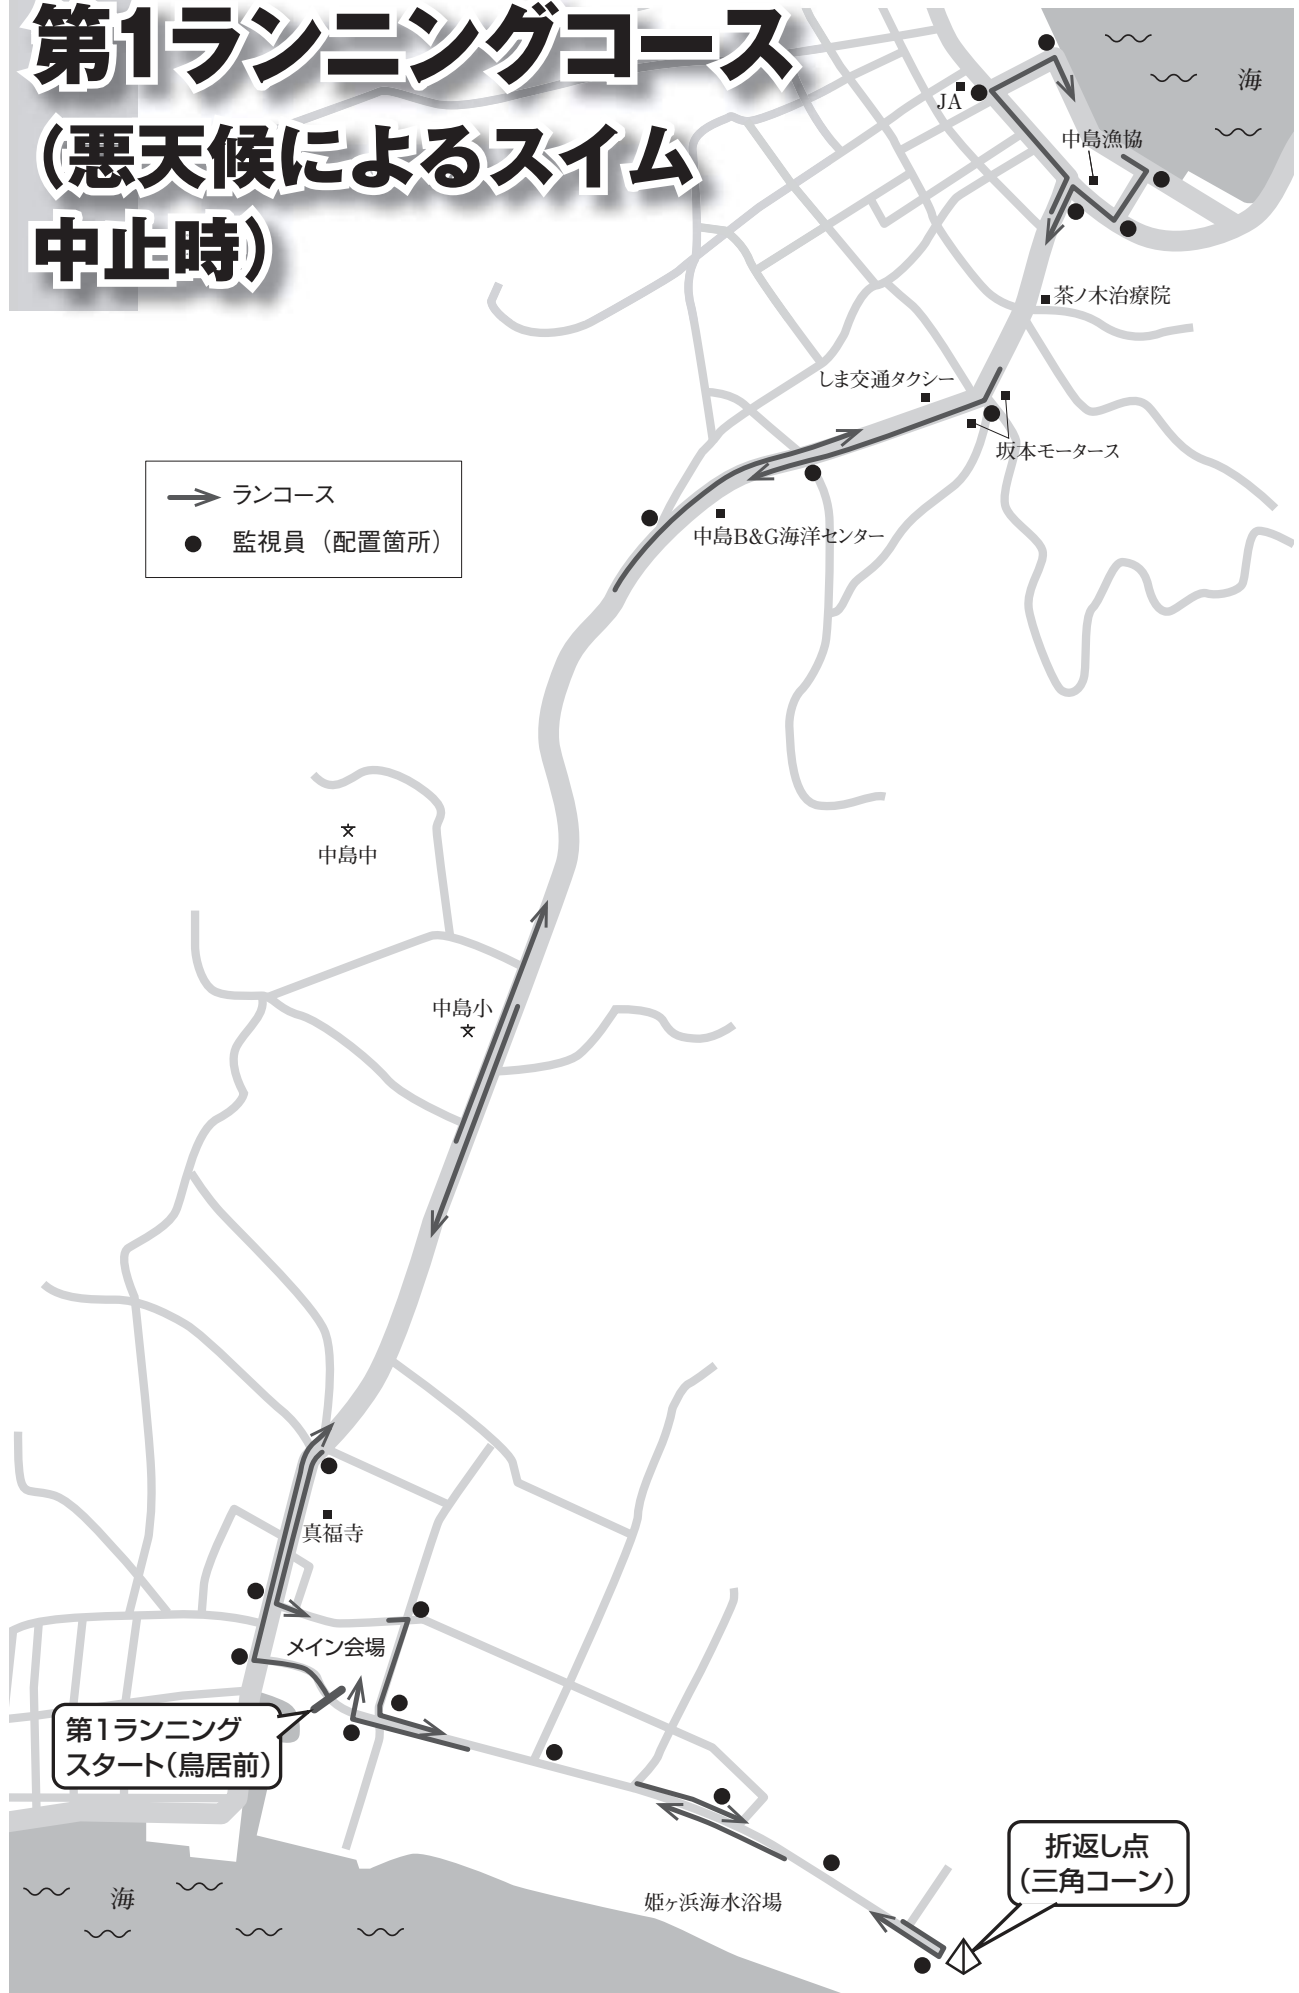 第1ランニングコース
（悪天候によるスイム
中止時）
海
JA
中島漁協
茶ノ木治療院
しま交通タクシー
坂本モータース
中島B&G海洋センター
ランコース
監視員（配置箇所）
中島中
中島小
真福寺
メイン会場
第1ランニング
スタート（鳥居前）
折返し点
（三角コーン）
姫ヶ浜海水浴場
海